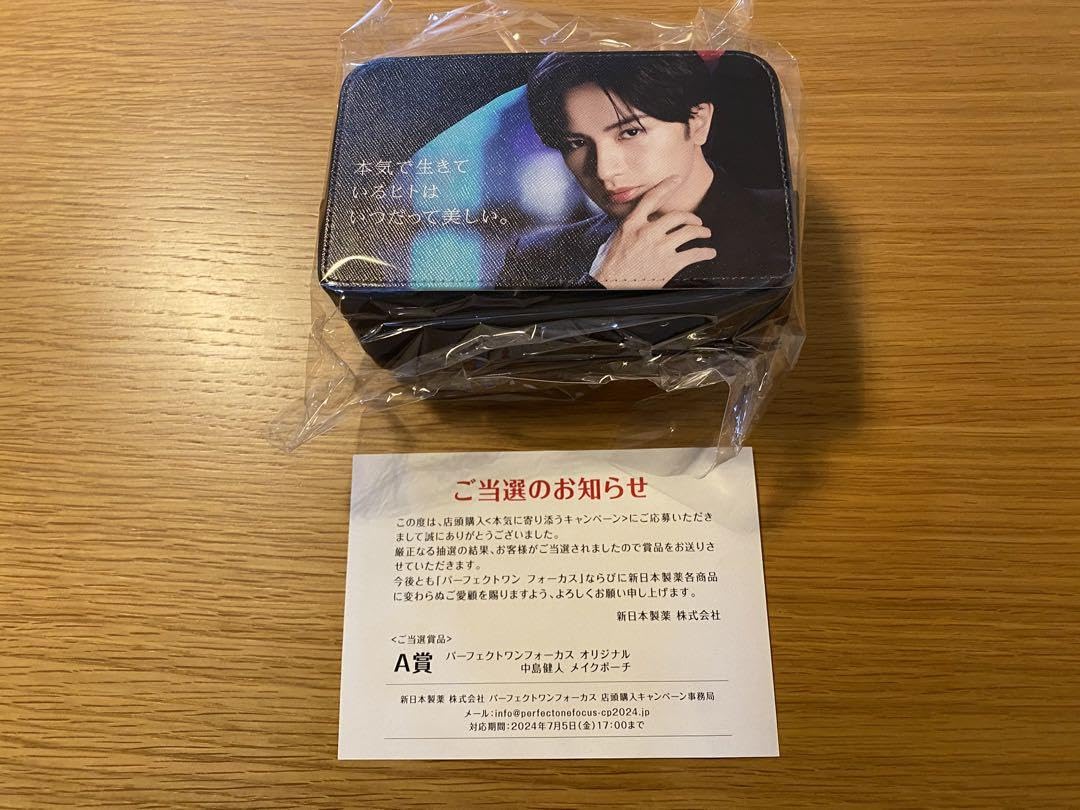 本気で生きて
いるヒトは
いつだって美しい。
ご当選のお知らせ
この度は、店頭購入<本気に寄り添うキャンペーン>にご応募いただき
まして誠にありがとうございました。
厳正なる抽選の結果、お客様がご当選されましたので賞品をお送りさ
せていただきます。
今後とも「パーフェクトワン フォーカス」ならびに新日本製薬各商品
に変わらぬご愛顧を賜りますよう、よろしくお願い申し上げます。
新日本製薬 株式会社
<ご当選賞品>
A賞 パーフェクトワンフォーカス オリジナル
中島健人 メイクポーチ
新日本製薬 株式会社 パーフェクトワンフォーカス 店頭購入キャンペーン事務局
メール:info@perfectonefocus-cp2024.jp
対応期間:2024年7月5日(金)17:00まで